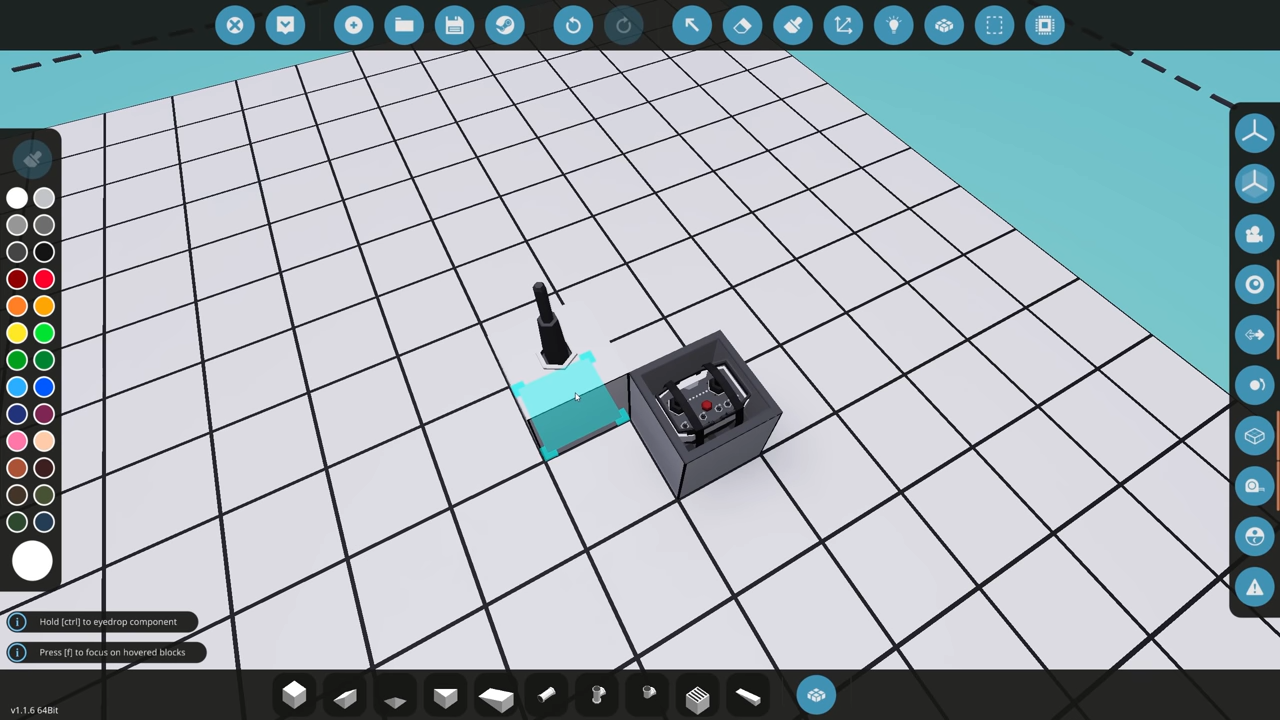 Hold [ctrl] to eyedrop component
Press [f] to focus on hovered blocks
v1.1.6 64Bit